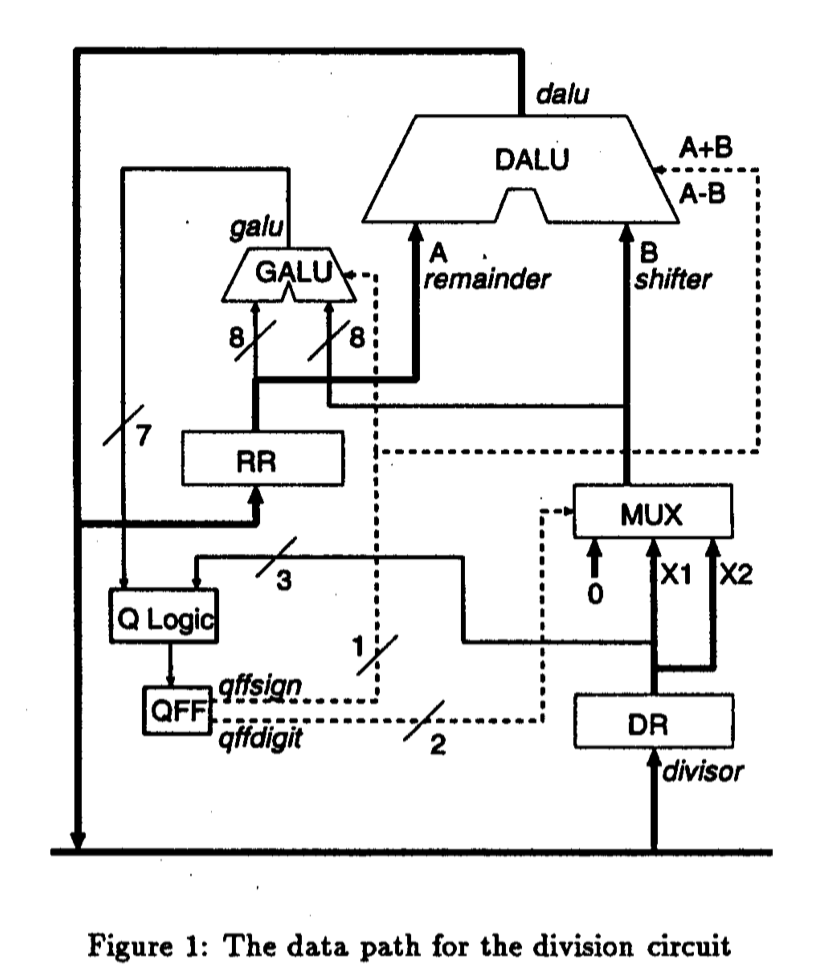 dalu
DALU
A+B
A-B
galu
GALU
A
remainder
B
shifter
8
8
7
RR
MUX
3
0
X1
X2
Q Logic
1
qffsign
QFF
qffdigit
2
DR
divisor
Figure 1: The data path for the division circuit